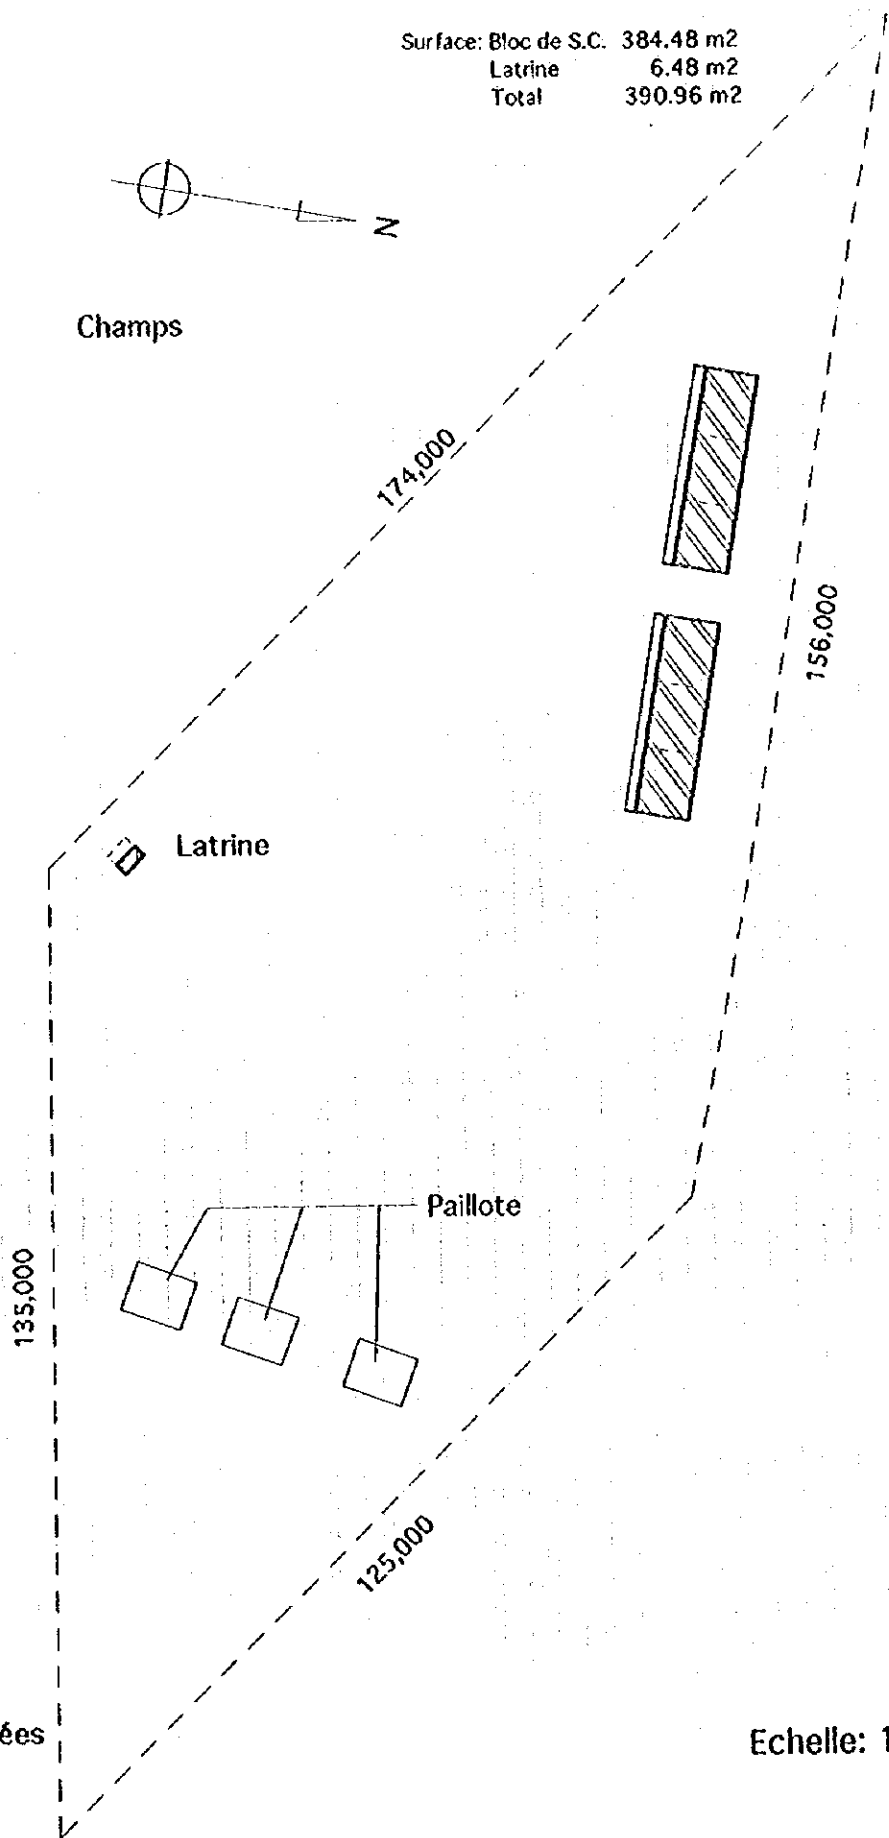 Surface: Bloc de S.C. 384.48 m2
Latrine 6.48 m2
Total 390.96 m2
N
Champs
174,000
156,000
Latrine
Paillote
135,000
125,000
ées
Echelle: 1